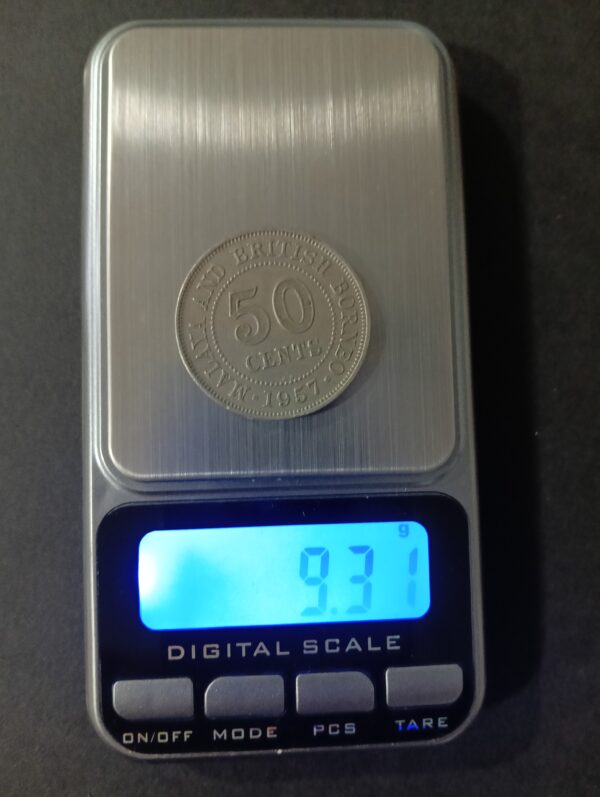 MALAYA AND BRITISH BORNEO
50
CENTS
· 1957 ·
g
9.31
DIGITAL SCALE
ON/OFF MODE PCS TARE